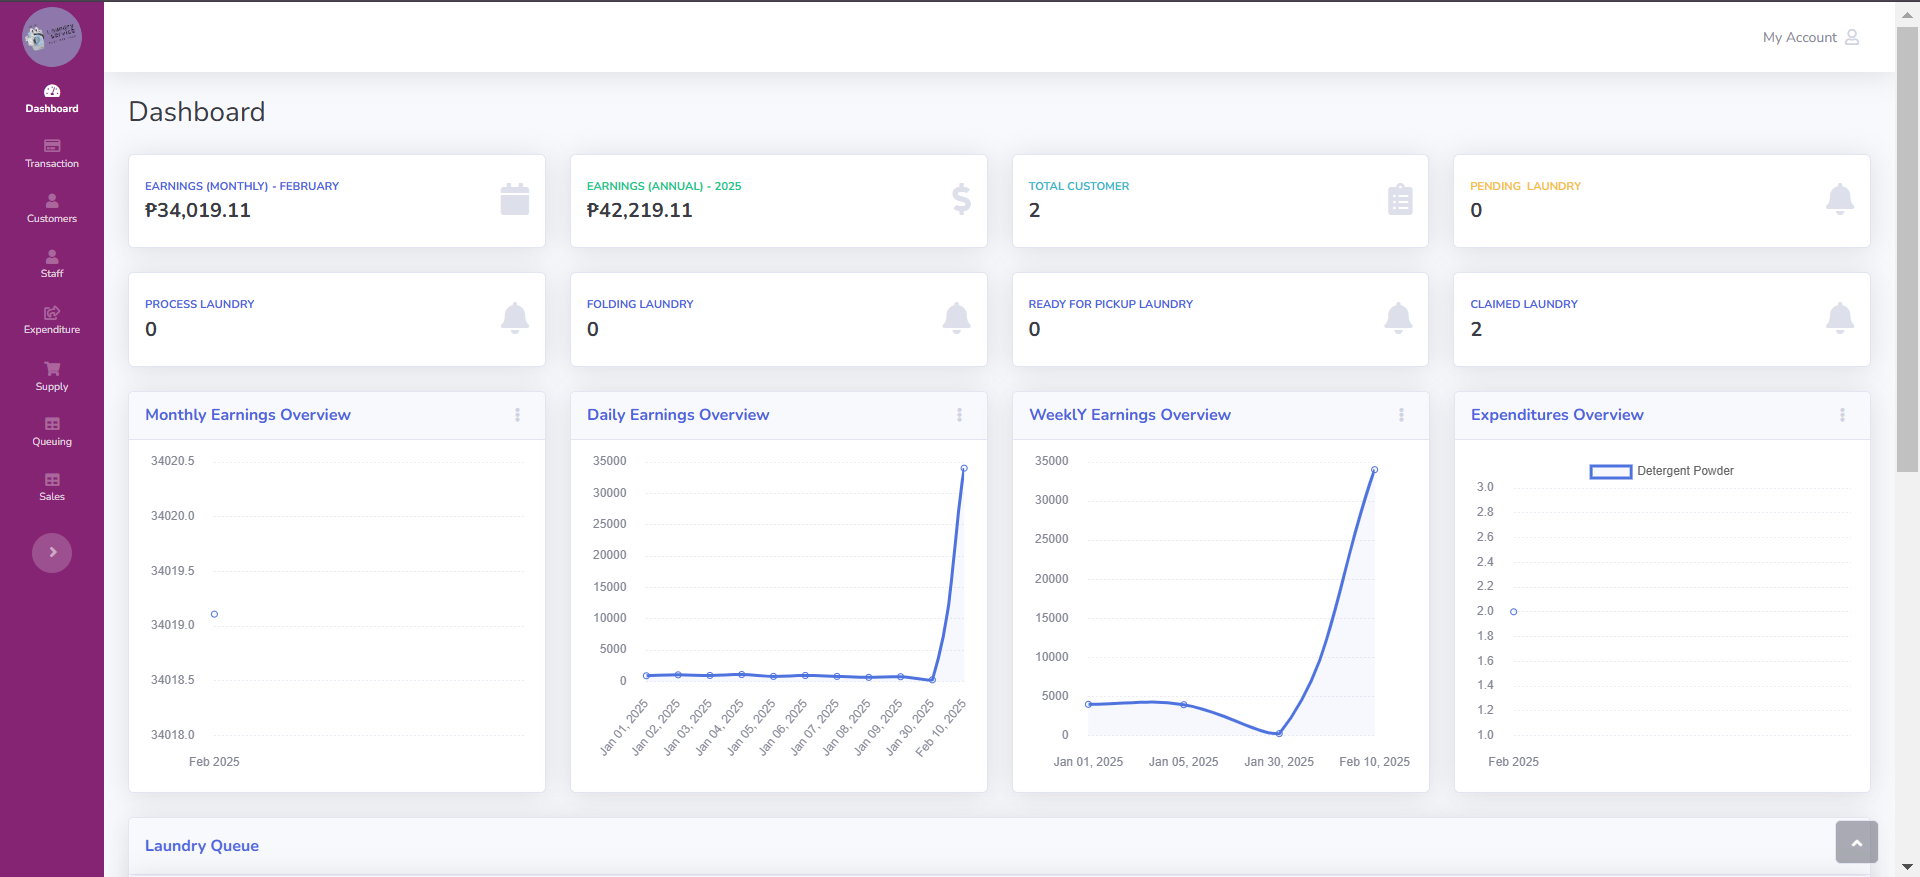 My Account
Dashboard
Transaction
Customers
Staff
Expenditure
Supply
Queuing
Sales
Dashboard
EARNINGS (MONTHLY) - FEBRUARY
₱34,019.11
EARNINGS (ANNUAL) - 2025
₱42,219.11
TOTAL CUSTOMER
2
PENDING LAUNDRY
0
PROCESS LAUNDRY
0
FOLDING LAUNDRY
0
READY FOR PICKUP LAUNDRY
0
CLAIMED LAUNDRY
2
Monthly Earnings Overview
34020.5
34020.0
34019.5
34019.0
34018.5
34018.0
Feb 2025
Daily Earnings Overview
35000
30000
25000
20000
15000
10000
5000
0
Jan 01, 2025
Jan 02, 2025
Jan 03, 2025
Jan 04, 2025
Jan 05, 2025
Jan 06, 2025
Jan 07, 2025
Jan 08, 2025
Jan 09, 2025
Jan 30, 2025
Feb 10, 2025
WeeklY Earnings Overview
35000
30000
25000
20000
15000
10000
5000
0
Jan 01, 2025
Jan 05, 2025
Jan 30, 2025
Feb 10, 2025
Expenditures Overview
Detergent Powder
3.0
2.8
2.6
2.4
2.2
2.0
1.8
1.6
1.4
1.2
1.0
Feb 2025
Laundry Queue